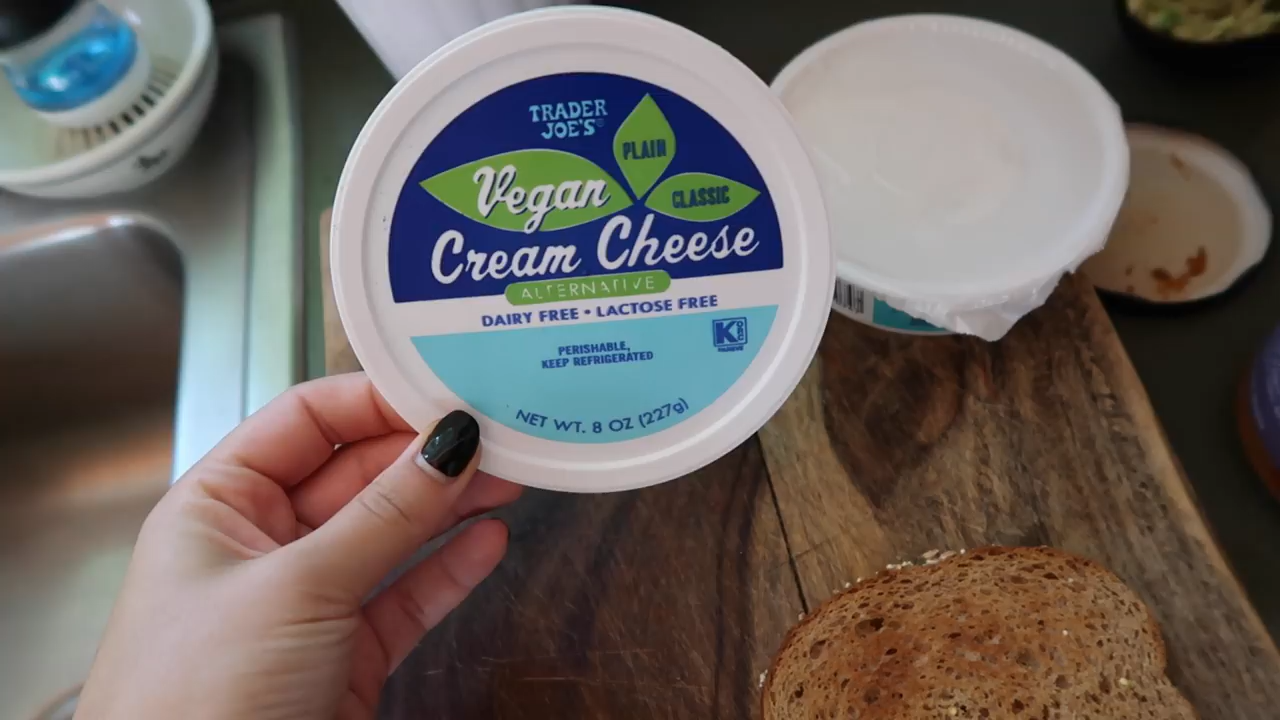 TRADER
JOE'S
PLAIN
Vegan
CLASSIC
Cream Cheese
ALTERNATIVE
DAIRY FREE • LACTOSE FREE
PERISHABLE,
KEEP REFRIGERATED
K
PAREVE
NET WT. 8 OZ (227g)